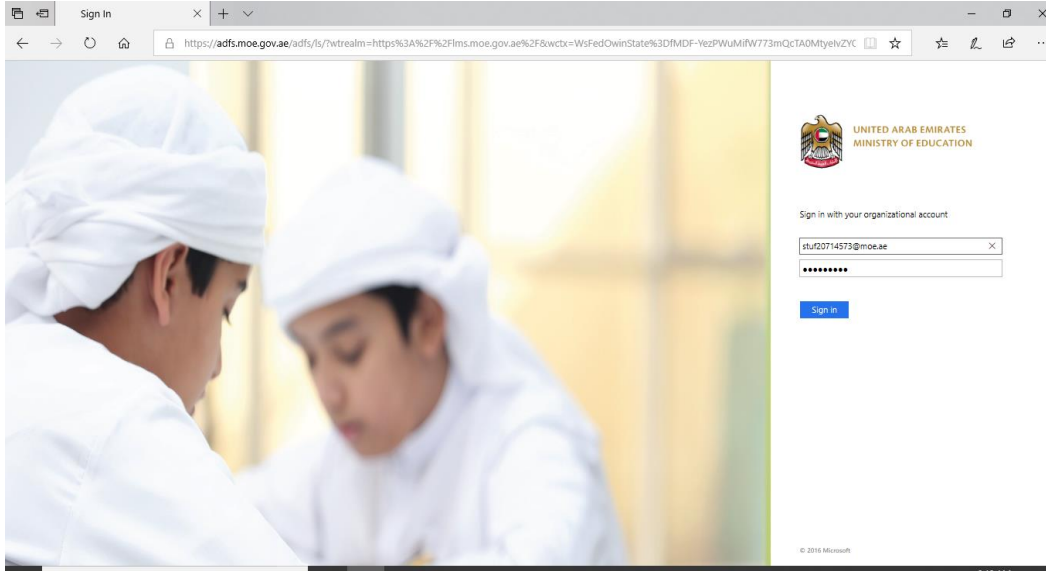 Sign In
https://adfs.moe.gov.ae/adfs/ls/?wtrealm=https%3A%2F%2Flms.moe.gov.ae%2F&wctx=WsFedOwinState%3DfMDF-YezPWuMifW773mQcTA0MtyeIvZYC
UNITED ARAB EMIRATES
MINISTRY OF EDUCATION
Sign in with your organizational account
stuf20714573@moe.ae
•••••••••
Sign in
© 2016 Microsoft